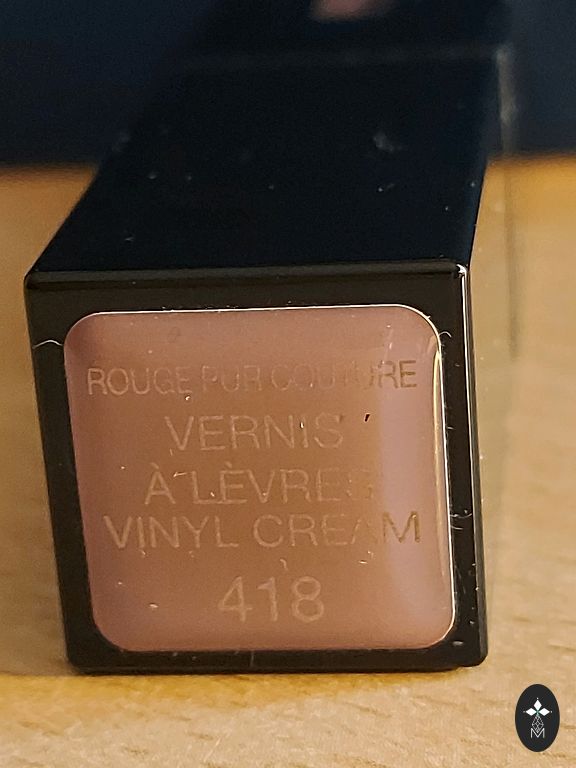 ROUGE PUR COUTURE
VERNIS
À LÈVRES
VINYL CREAM
418
M